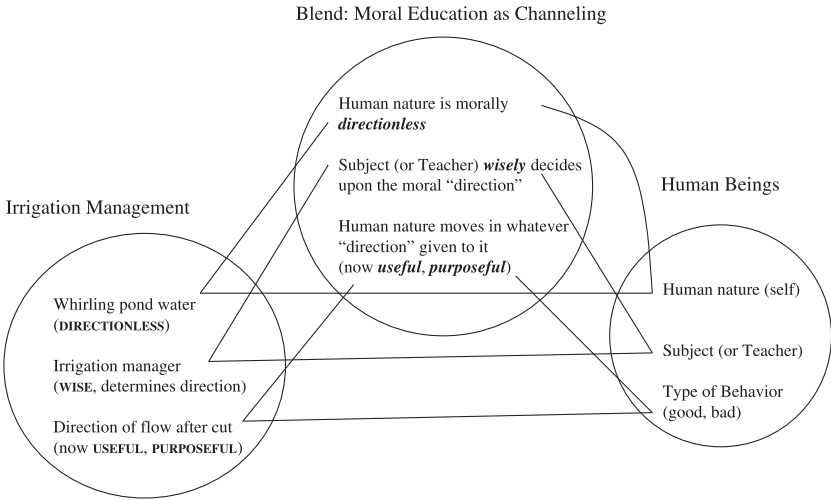 Blend: Moral Education as Channeling
Human nature is morally
directionless
Subject (or Teacher) wisely decides
upon the moral “direction”
Human nature moves in whatever
“direction” given to it
(now useful, purposeful)
Irrigation Management
Whirling pond water
(DIRECTIONLESS)
Irrigation manager
(WISE, determines direction)
Direction of flow after cut
(now USEFUL, PURPOSEFUL)
Human Beings
Human nature (self)
Subject (or Teacher)
Type of Behavior
(good, bad)